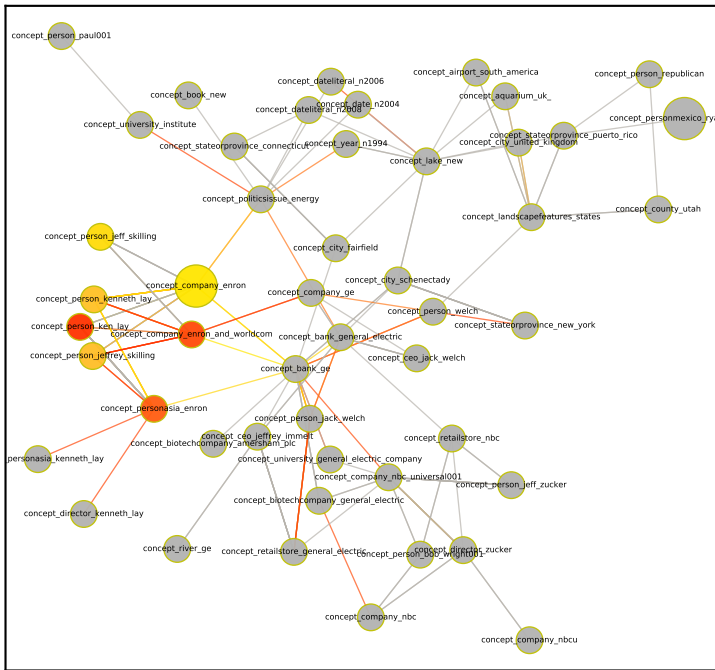 concept_person_paul001
concept_airport_south_america
concept_person_republican
concept_dateliteral_n2006
concept_book_new
concept_aquarium_uk_
concept_date_n2004
concept_dateliteral_n2008
concept_university_institute
concept_personmexico_rya
concept_stateorprovince_puerto_rico
concept_city_united_kingdom
concept_stateorprovince_connecticut
concept_year_n1994
concept_lake_new
concept_politicsissue_energy
concept_county_utah
concept_landscapefeatures_states
concept_person_jeff_skilling
concept_city_fairfield
concept_company_enron
concept_city_schenectady
concept_company_ge
concept_person_kenneth_lay
concept_person_welch
concept_person_ken_lay
concept_stateorprovince_new_york
concept_company_enron_and_worldcom
concept_bank_general_electric
concept_person_jeffrey_skilling
concept_ceo_jack_welch
concept_bank_ge
concept_personasia_enron
concept_person_jack_welch
concept_ceo_jeffrey_immelt
concept_retailstore_nbc
concept_biotechcompany_amersham_plc
personasia_kenneth_lay
concept_university_general_electric_company
concept_company_nbc_universal001
concept_person_jeff_zucker
concept_biotechcompany_general_electric
concept_director_kenneth_lay
concept_river_ge
concept_director_zucker
concept_retailstore_general_electric
concept_person_bob_wright001
concept_company_nbc
concept_company_nbcu